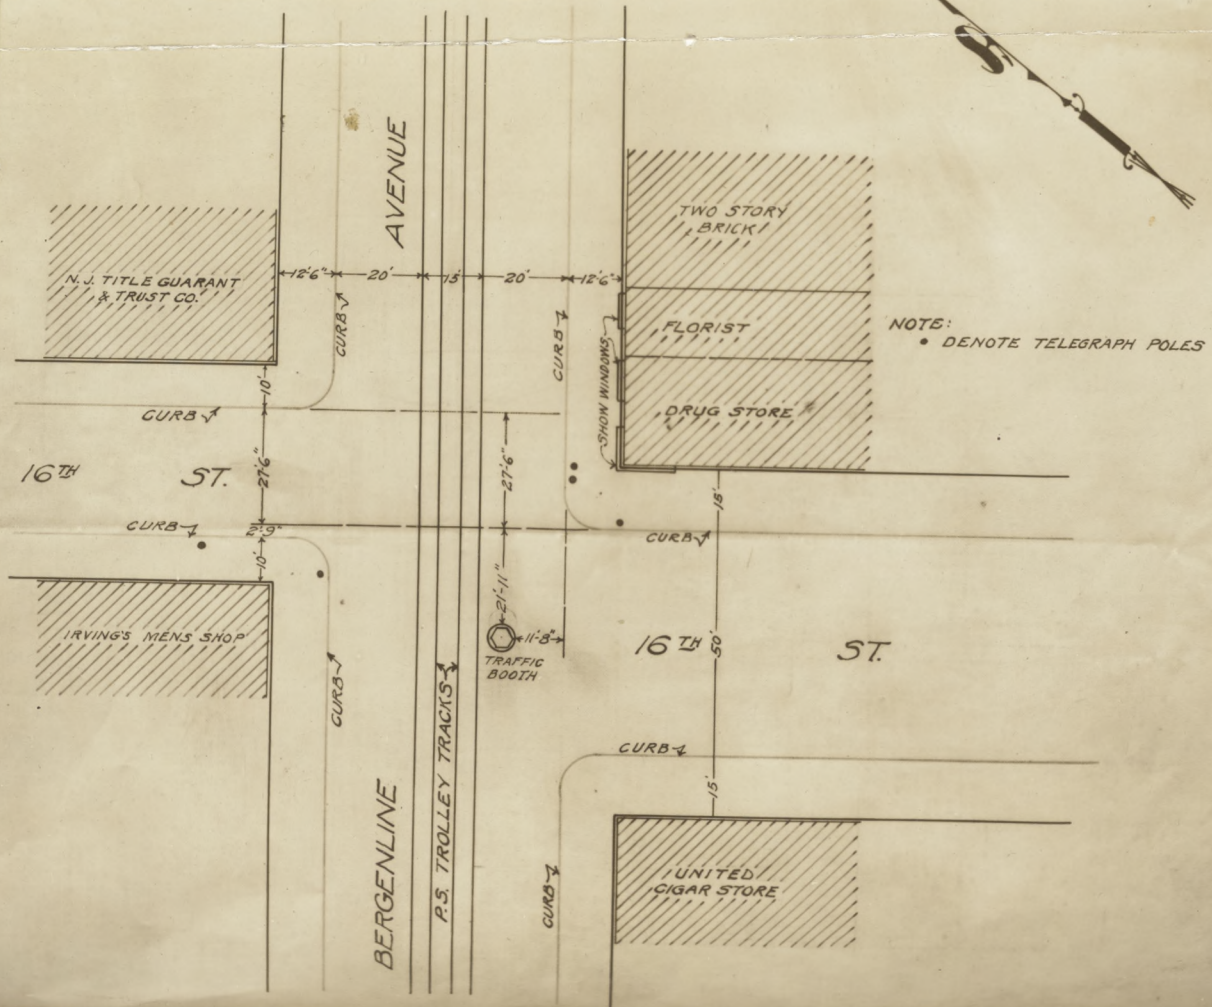 S
AVENUE
TWO STORY
BRICK
N. J. TITLE GUARANT
& TRUST CO.
12'-6"
20'
15'
20'
12'-6"
CURB
CURB
SHOW WINDOWS
FLORIST
NOTE:
• DENOTE TELEGRAPH POLES
10'
CURB
DRUG STORE
16TH ST.
27'-6"
27'-6"
15'
CURB
2'-9"
CURB
10'
21'-11"
IRVING'S MENS SHOP
11'-8"
TRAFFIC
BOOTH
16TH ST.
50'
CURB
P.S. TROLLEY TRACKS
CURB
15'
BERGENLINE
CURB
UNITED
CIGAR STORE